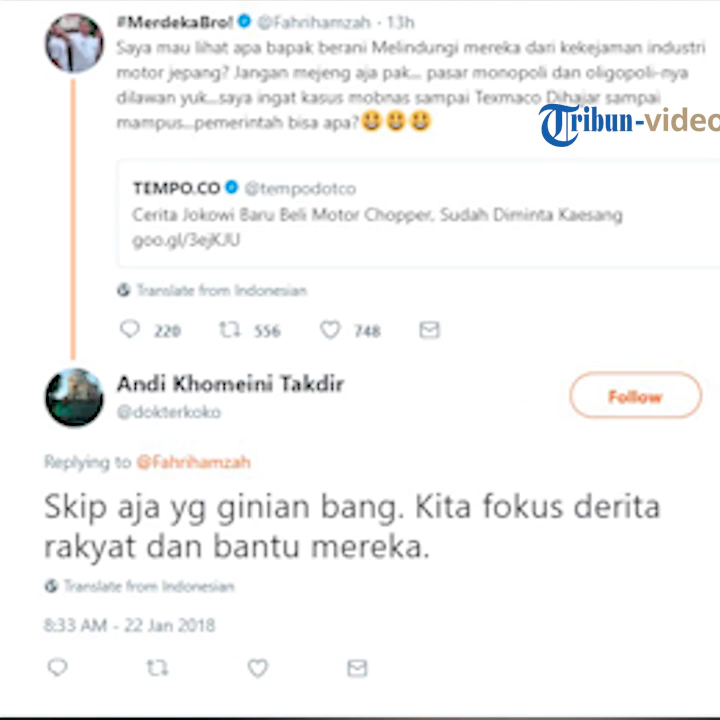 #MerdekaBro! @Fahrihamzah · 13h
Saya mau lihat apa bapak berani Melindungi mereka dari kekejaman industri
motor jepang? Jangan mejeng aja pak... pasar monopoli dan oligopoli-nya
dilawan yuk...saya ingat kasus mobnas sampai Texmaco Dihajar sampai
mampus...pemerintah bisa apa?😃😃😃
Tribun-video
TEMPO.CO @tempodotco
Cerita Jokowi Baru Beli Motor Chopper, Sudah Diminta Kaesang
goo.gl/3ejKJU
Translate from Indonesian
220 556 748
Andi Khomeini Takdir
@dokterkoko
Follow
Replying to @Fahrihamzah
Skip aja yg ginian bang. Kita fokus derita
rakyat dan bantu mereka.
Translate from Indonesian
8:33 AM - 22 Jan 2018